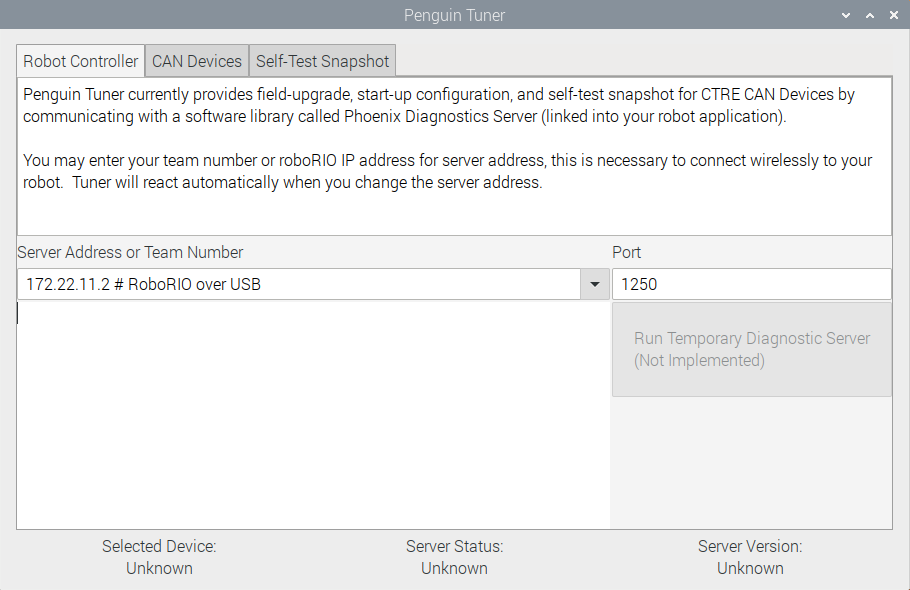 Penguin Tuner
Robot Controller CAN Devices Self-Test Snapshot
Penguin Tuner currently provides field-upgrade, start-up configuration, and self-test snapshot for CTRE CAN Devices by
communicating with a software library called Phoenix Diagnostics Server (linked into your robot application).
You may enter your team number or roboRIO IP address for server address, this is necessary to connect wirelessly to your
robot.  Tuner will react automatically when you change the server address.
Server Address or Team Number Port
172.22.11.2 # RoboRIO over USB 1250
Run Temporary Diagnostic Server
(Not Implemented)
Selected Device: Server Status: Server Version:
Unknown Unknown Unknown